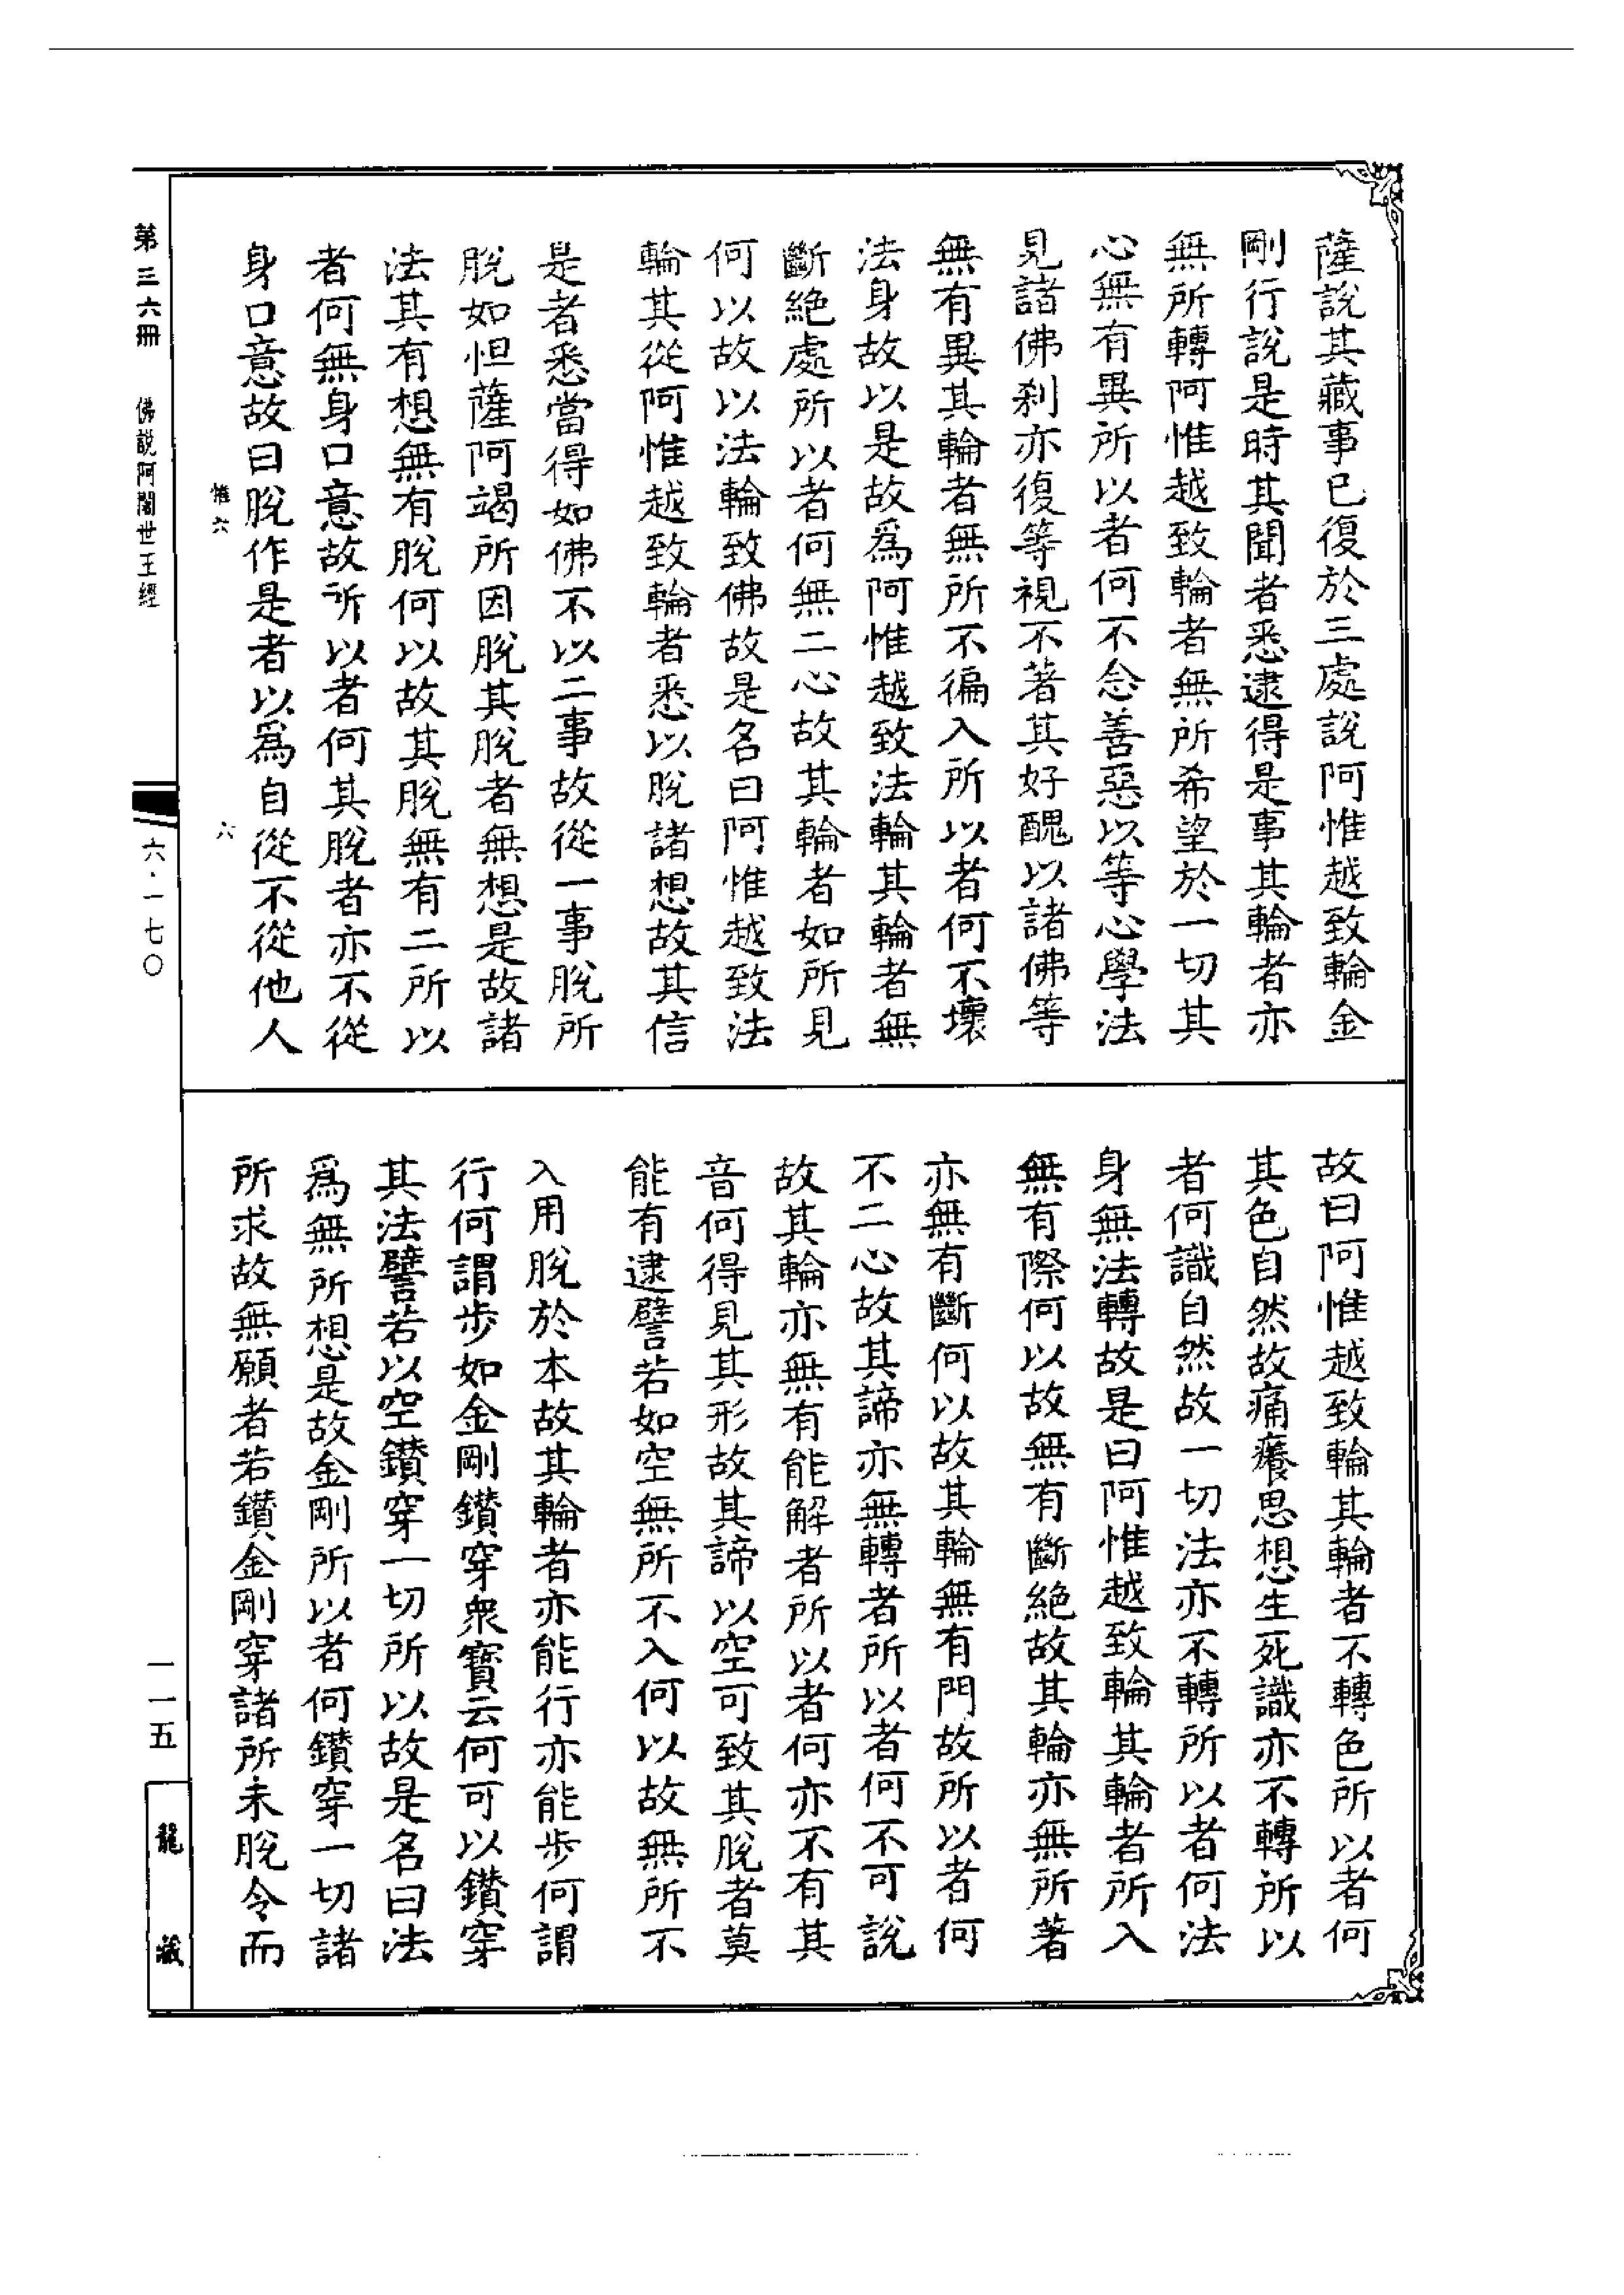 薩說其藏事已復於三處說阿惟越致輪金
剛行說是時其聞者悉逮得是事其輪者亦
無所轉阿惟越致輪者無所希望於一切其
心無有異所以者何不念善惡以等心學法
見諸佛刹亦復等視不著其好醜以諸佛等
無有異其輪者無所不徧入所以者何不壞
法身故以是故爲阿惟越致法輪其輪者無
斷絕處所以者何無二心故其輪者如所見
何以故以法輪致佛故是名曰阿惟越致法
輪其從阿惟越致輪者悉以脫諸想故其信
是者悉當得如佛不以二事故從一事脫所
脫如怛薩阿竭所因脫其脫者無想是故諸
法其有想無有脫何以故其脫無有二所以
者何無身口意故所以者何其脫者亦不從
身口意故曰脫作是者以爲自從不從他人
惟六
六
故曰阿惟越致輪其輪者不轉色所以者何
其色自然故痛癢思想生死識亦不轉所以
者何識自然故一切法亦不轉所以者何法
身無法轉故是曰阿惟越致輪其輪者所入
無有際何以故無有斷絕故其輪亦無所著
亦無有斷何以故其輪無有門故所以者何
不二心故其諦亦無轉者所以者何不可說
故其輪亦無有能解者所以者何亦不有其
音何得見其形故其諦以空可致其脫者莫
能有逮譬若如空無所不入何以故無所不
入用脫於本故其輪者亦能行亦能步何謂
行何謂步如金剛鑽穿衆寶云何可以鑽穿
其法譬若以空鑽穿一切所以故是名曰法
爲無所想是故金剛所以者何鑽穿一切諸
所求故無願者若鑽金剛穿諸所未脫令而
第三六冊　佛說阿闍世王經
六·一七〇
一一五
龍藏